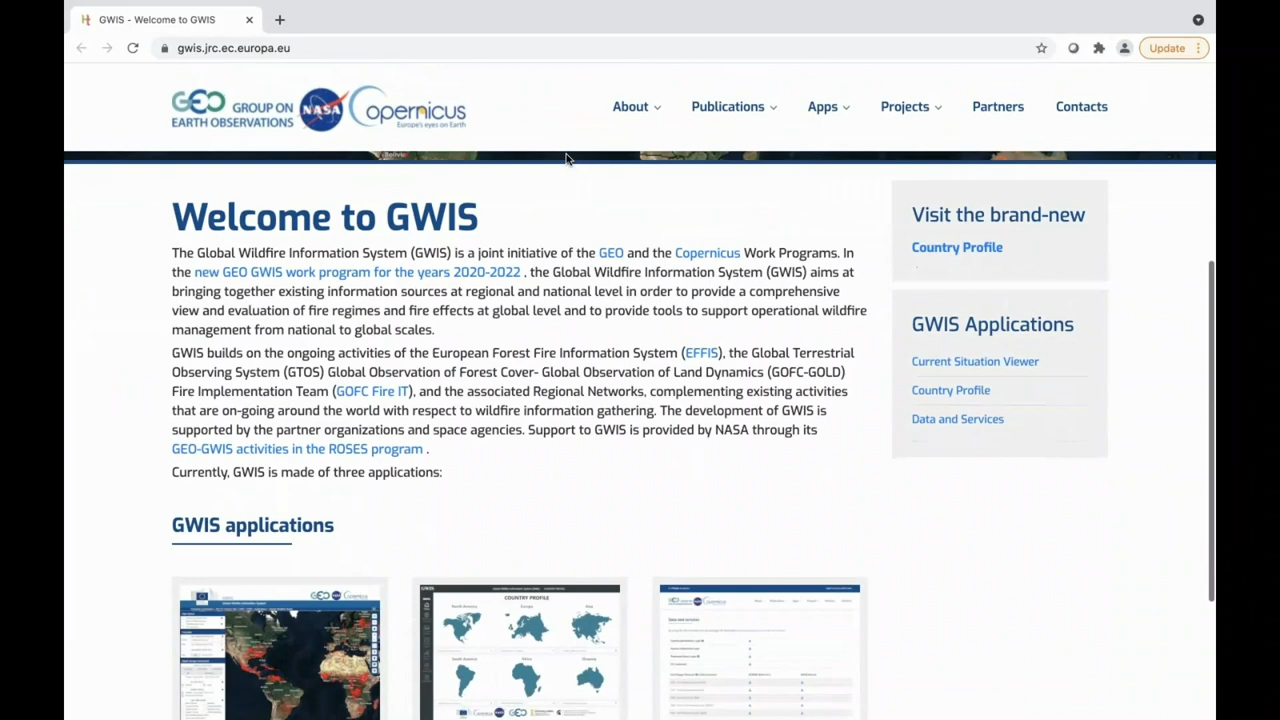 GWIS - Welcome to GWIS
gwis.jrc.ec.europa.eu
Update
GEO GROUP ON
EARTH OBSERVATIONS
NASA
Copernicus
Europe's eyes on Earth
About
Publications
Apps
Projects
Partners
Contacts
Welcome to GWIS
The Global Wildfire Information System (GWIS) is a joint initiative of the GEO and the Copernicus Work Programs. In
the new GEO GWIS work program for the years 2020-2022 , the Global Wildfire Information System (GWIS) aims at
bringing together existing information sources at regional and national level in order to provide a comprehensive
view and evaluation of fire regimes and fire effects at global level and to provide tools to support operational wildfire
management from national to global scales.
GWIS builds on the ongoing activities of the European Forest Fire Information System (EFFIS), the Global Terrestrial
Observing System (GTOS) Global Observation of Forest Cover- Global Observation of Land Dynamics (GOFC-GOLD)
Fire Implementation Team (GOFC Fire IT), and the associated Regional Networks, complementing existing activities
that are on-going around the world with respect to wildfire information gathering. The development of GWIS is
supported by the partner organizations and space agencies. Support to GWIS is provided by NASA through its
GEO-GWIS activities in the ROSES program .
Currently, GWIS is made of three applications:
GWIS applications
Visit the brand-new
Country Profile
GWIS Applications
Current Situation Viewer
Country Profile
Data and Services
COUNTRY PROFILE
North America
Europe
Asia
South America
Africa
Oceania
Data and services